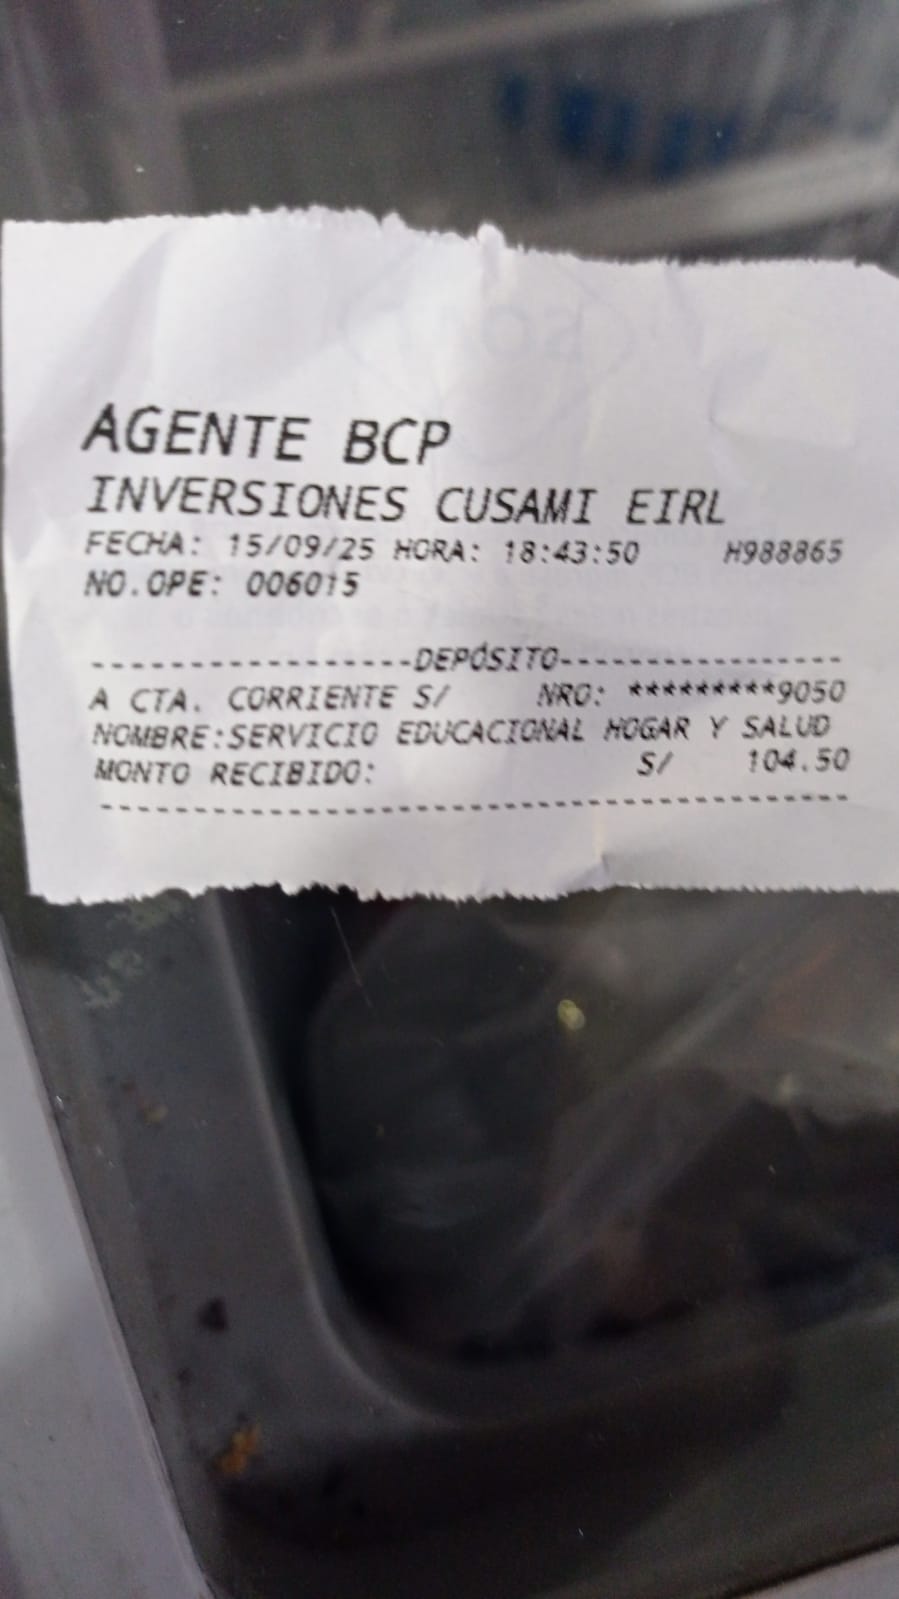 AGENTE BCP
INVERSIONES CUSAMI EIRL
FECHA: 15/09/25 HORA: 18:43:50 H988865
NO.OPE: 006015
-----------------DEPÓSITO---------------
A CTA. CORRIENTE S/ NRO: *********9050
NOMBRE:SERVICIO EDUCACIONAL HOGAR Y SALUD
MONTO RECIBIDO: S/ 104.50
----------------------------------------